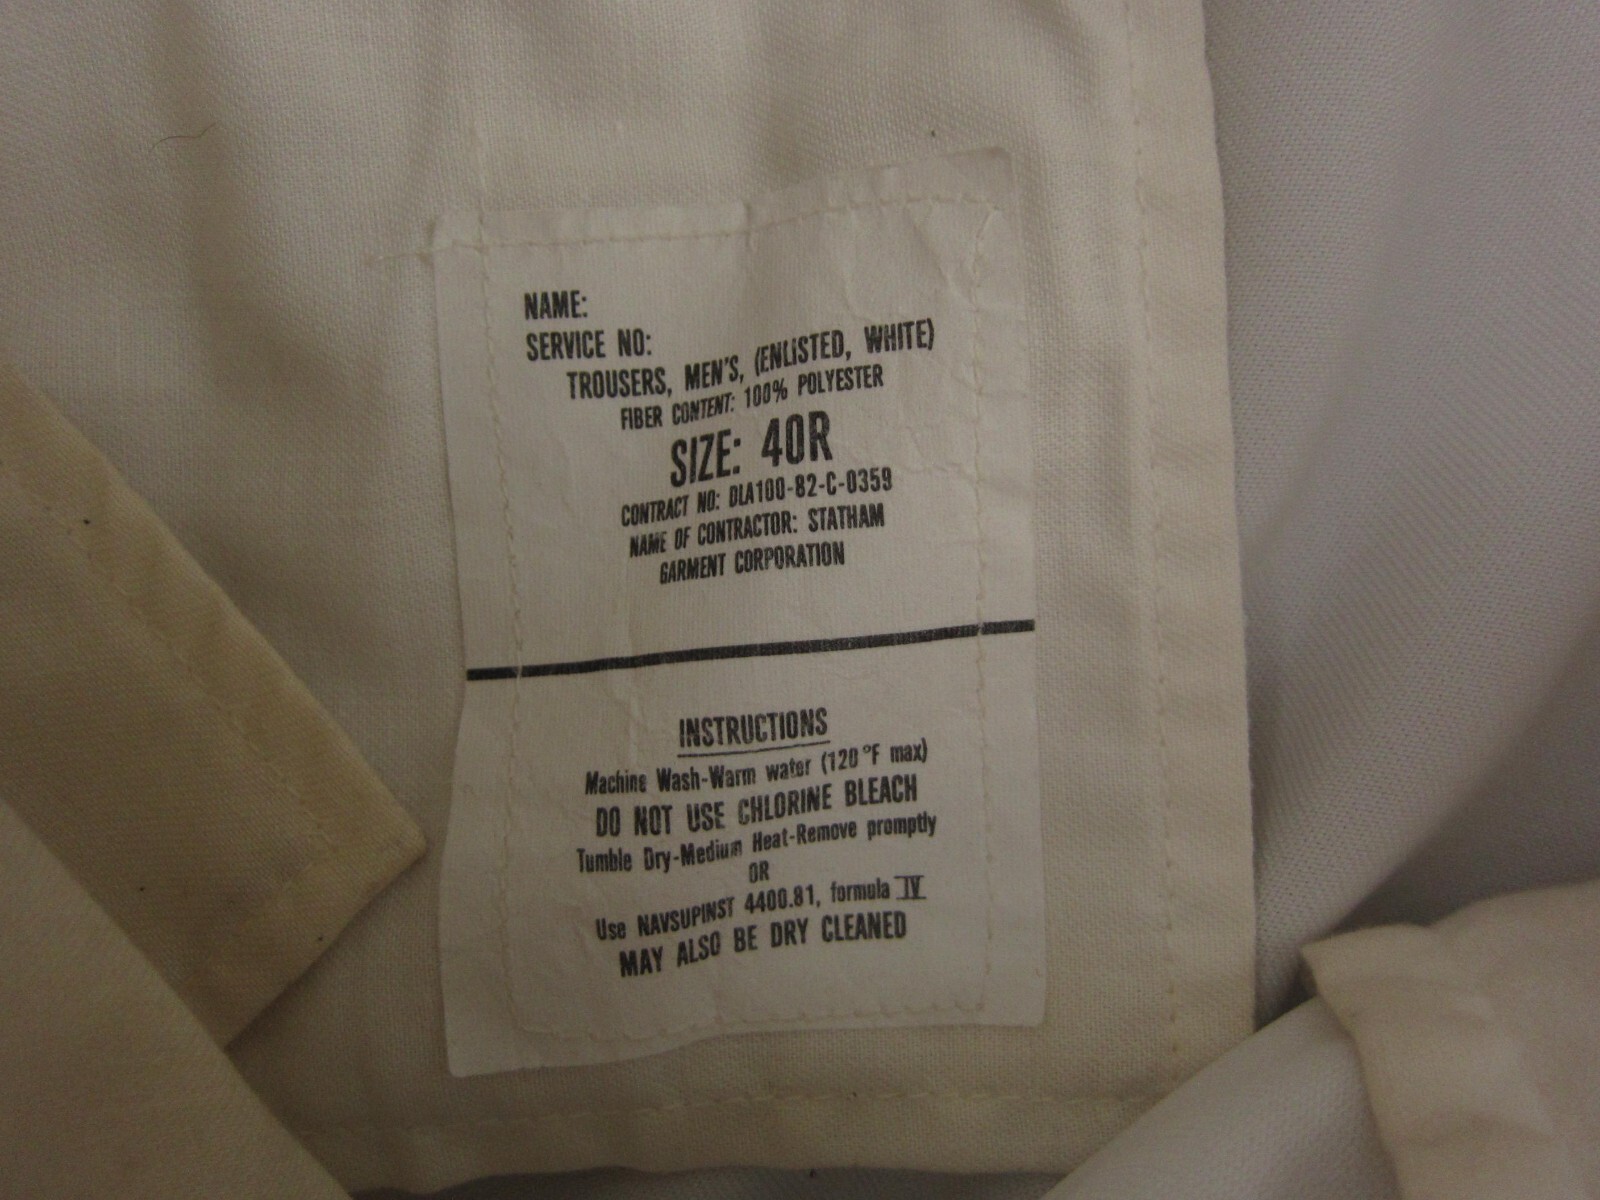 NAME:
SERVICE NO:
TROUSERS, MEN'S, (ENLISTED, WHITE)
FIBER CONTENT: 100% POLYESTER
SIZE: 40R
CONTRACT NO: DLA100-82-C-0359
NAME OF CONTRACTOR: STATHAM
GARMENT CORPORATION
INSTRUCTIONS
Machine Wash-Warm water (120°F max)
DO NOT USE CHLORINE BLEACH
Tumble Dry-Medium Heat-Remove promptly
OR
Use NAVSUPINST 4400.81, formula IV
MAY ALSO BE DRY CLEANED